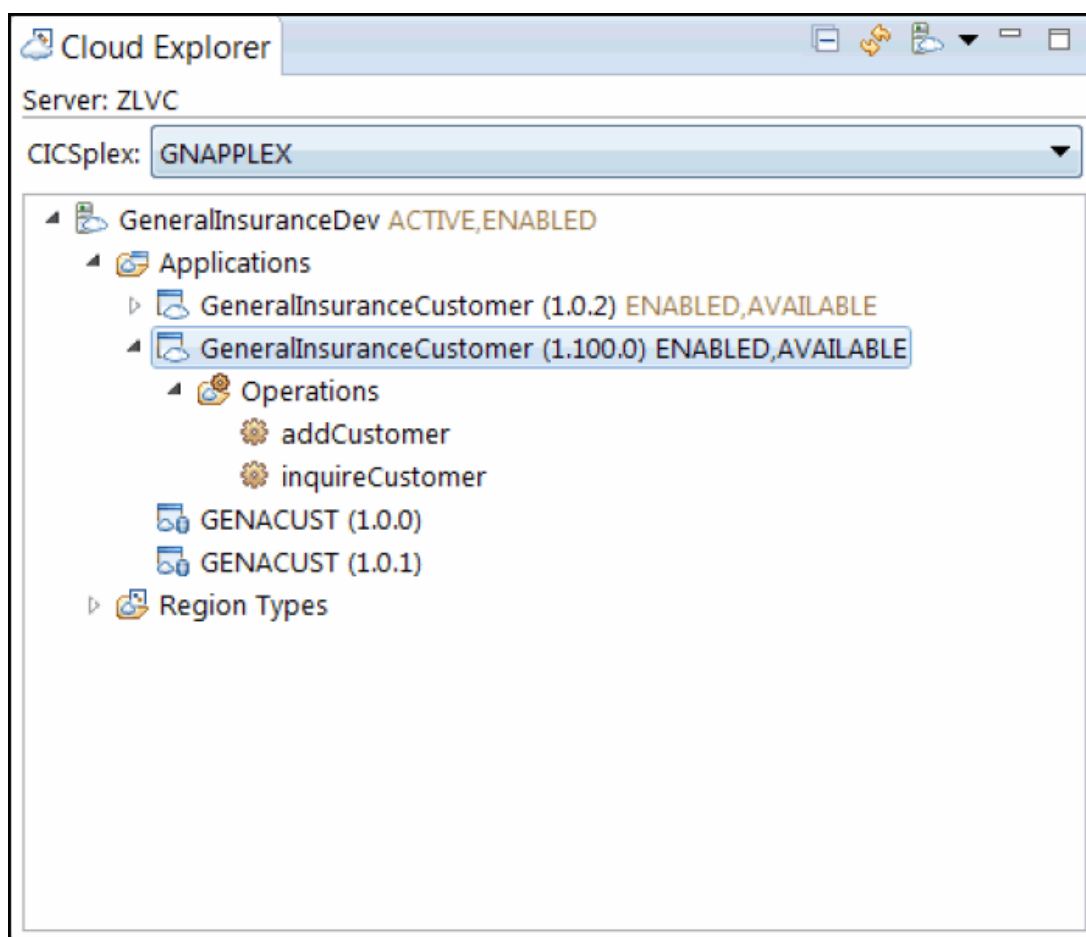 Cloud Explorer
Server: ZLVC
CICSplex: GNAPPLEX
GeneralInsuranceDev ACTIVE,ENABLED
Applications
GeneralInsuranceCustomer (1.0.2) ENABLED,AVAILABLE
GeneralInsuranceCustomer (1.100.0) ENABLED,AVAILABLE
Operations
addCustomer
inquireCustomer
GENACUST (1.0.0)
GENACUST (1.0.1)
Region Types